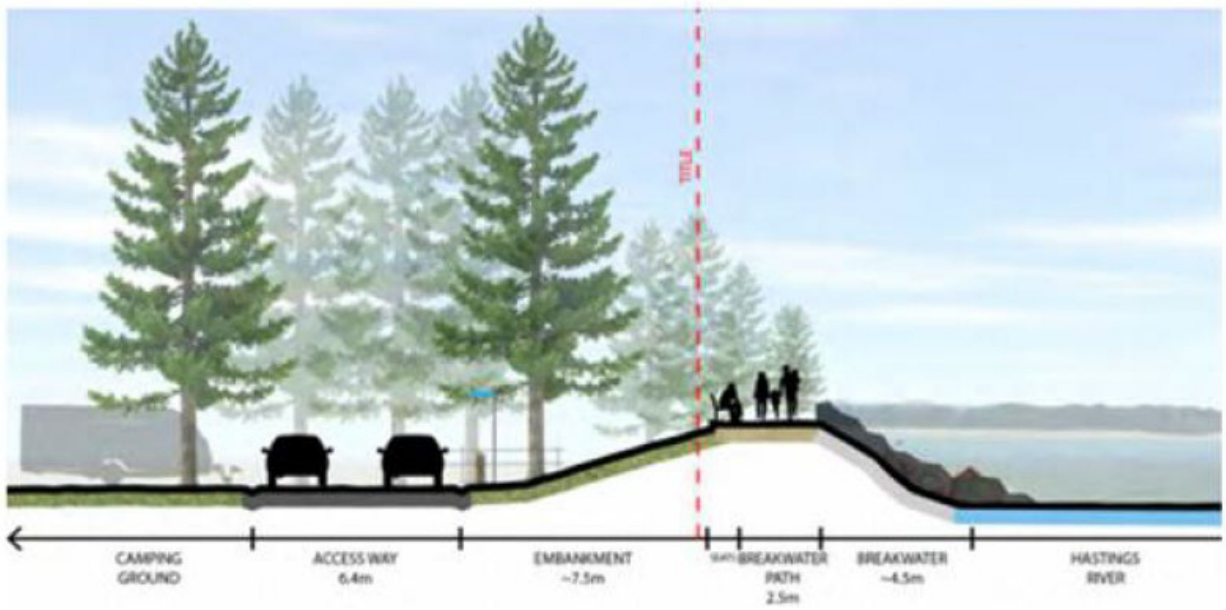 TITLE
CAMPING
GROUND
ACCESS WAY
6.4m
EMBANKMENT
~7.5m
SEATS
BREAKWATER
PATH
2.5m
BREAKWATER
~4.5m
HASTINGS
RIVER